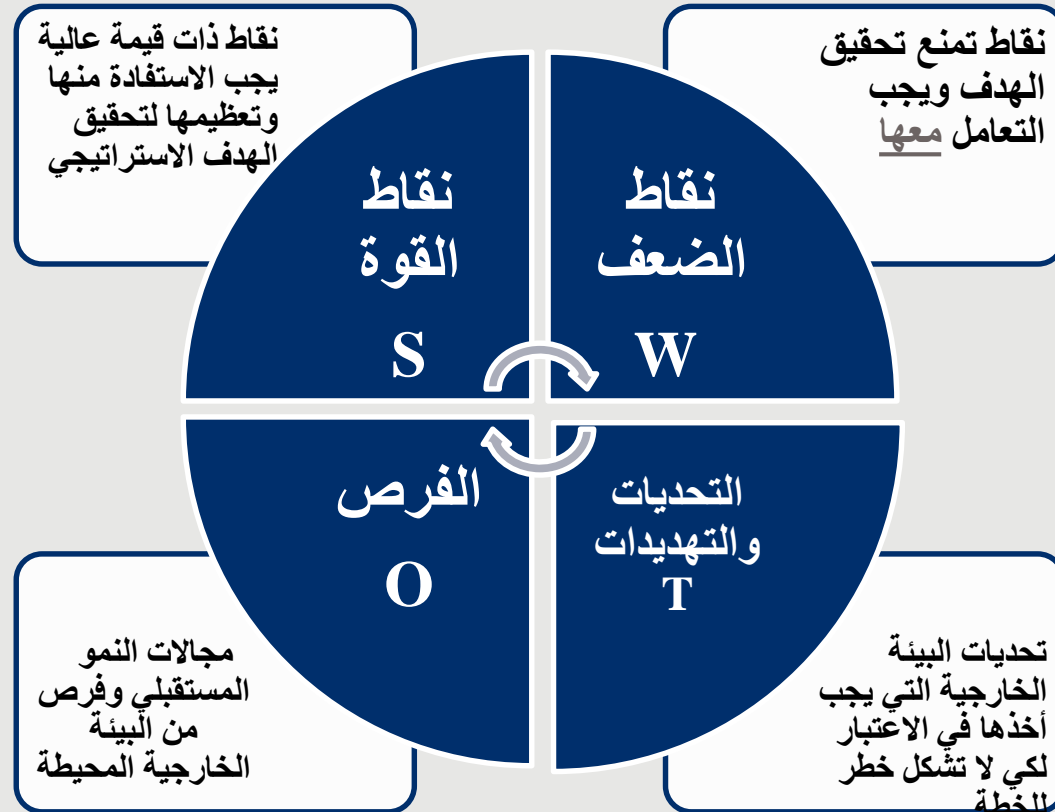 نقاط ذات قيمة عالية
يجب الاستفادة منها
وتعظيمها لتحقيق
الهدف الاستراتيجي
نقاط تمنع تحقيق
الهدف ويجب
التعامل معها
نقاط
القوة
S
نقاط
الضعف
W
الفرص
O
التحديات
والتهديدات
T
مجالات النمو
المستقبلي وفرص
من البيئة
الخارجية المحيطة
تحديات البيئة
الخارجية التي يجب
أخذها في الاعتبار
لكي لا تشكل خطر
للخطة